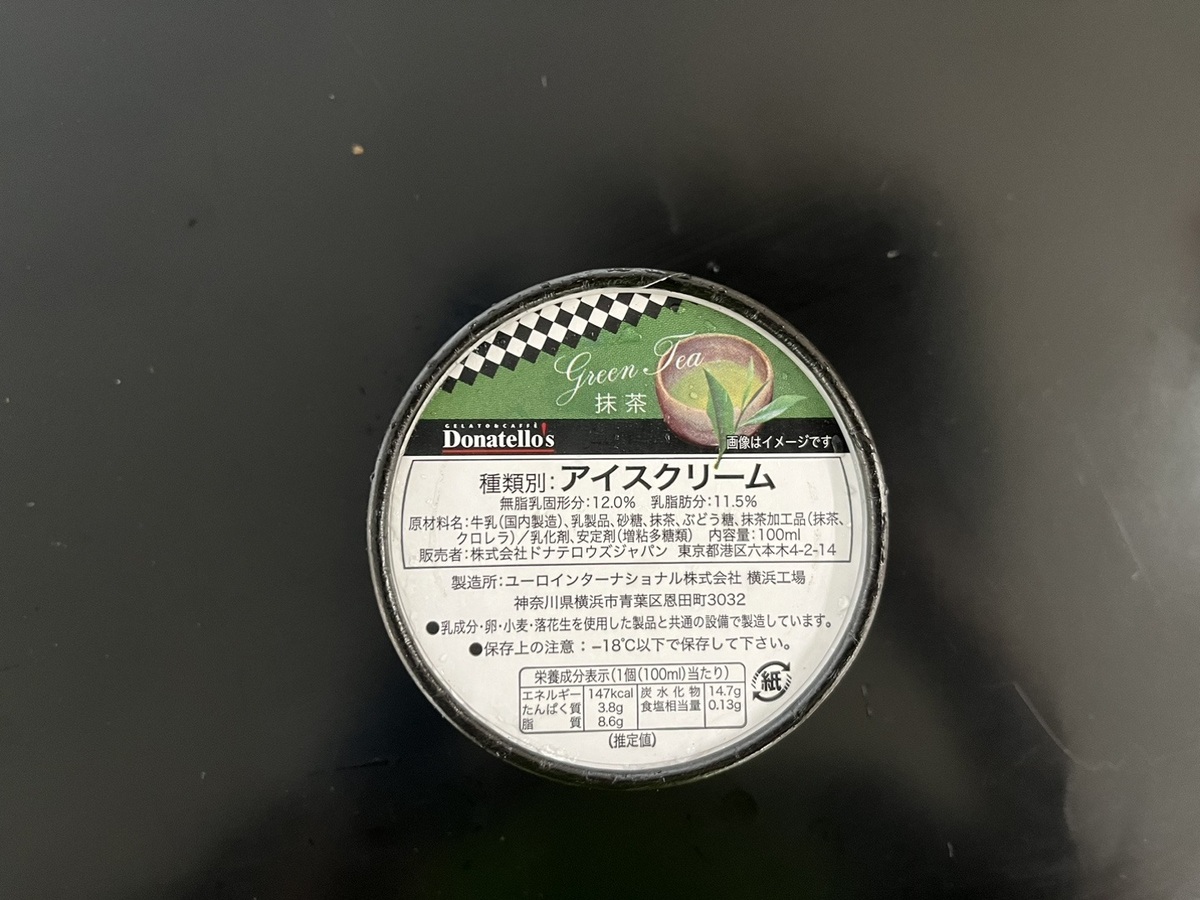 Green Tea
抹茶
GELATO&CAFFÈ
Donatello's
画像はイメージです
種類別:アイスクリーム
無脂乳固形分:12.0% 乳脂肪分:11.5%
原材料名:牛乳(国内製造)、乳製品、砂糖、抹茶、ぶどう糖、抹茶加工品(抹茶、
クロレラ)/乳化剤、安定剤(増粘多糖類) 内容量:100ml
販売者:株式会社ドナテロウズジャパン 東京都港区六本木4-2-14
製造所:ユーロインターナショナル株式会社 横浜工場
神奈川県横浜市青葉区恩田町3032
●乳成分・卵・小麦・落花生を使用した製品と共通の設備で製造しています。
●保存上の注意:−18℃以下で保存して下さい。
栄養成分表示(1個(100ml)当たり)
エネルギー 147kcal 炭水化物 14.7g
たんぱく質 3.8g 食塩相当量 0.13g
脂質 8.6g
(推定値)
紙